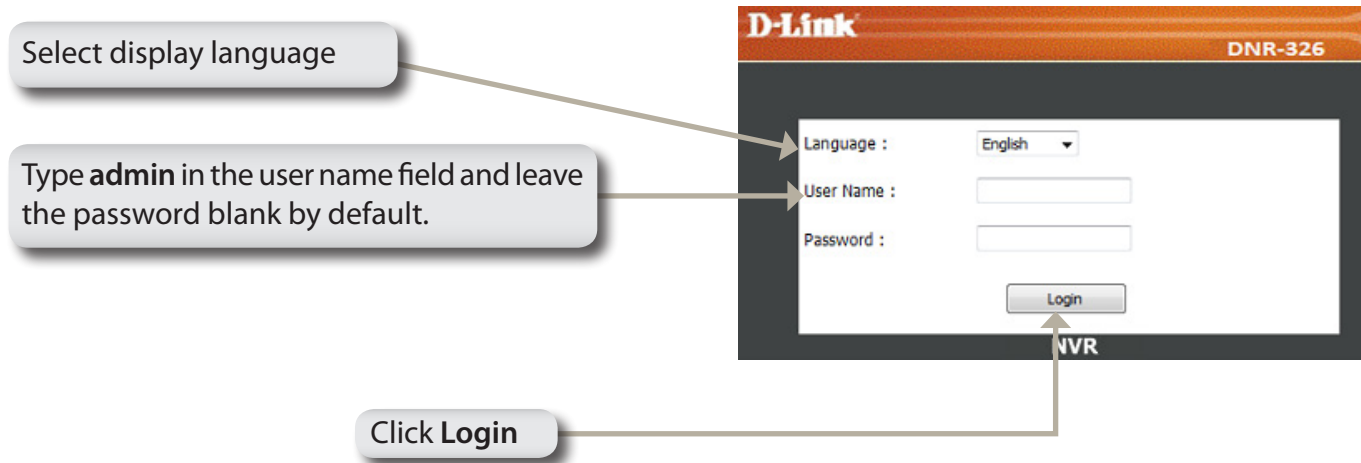 D-Link
DNR-326
Select display language
Language :
English
Type admin in the user name field and leave
the password blank by default.
User Name :
Password :
Login
NVR
Click Login